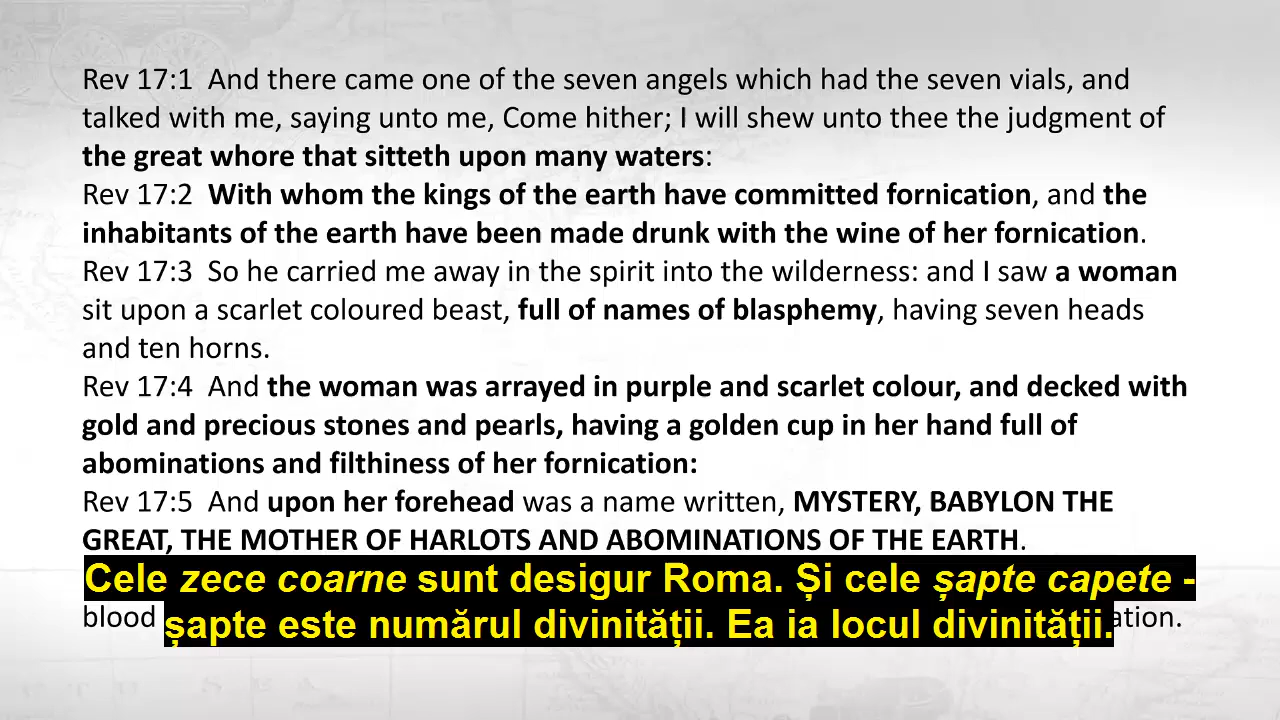 Rev 17:1  And there came one of the seven angels which had the seven vials, and
talked with me, saying unto me, Come hither; I will shew unto thee the judgment of
the great whore that sitteth upon many waters:
Rev 17:2  With whom the kings of the earth have committed fornication, and the
inhabitants of the earth have been made drunk with the wine of her fornication.
Rev 17:3  So he carried me away in the spirit into the wilderness: and I saw a woman
sit upon a scarlet coloured beast, full of names of blasphemy, having seven heads
and ten horns.
Rev 17:4  And the woman was arrayed in purple and scarlet colour, and decked with
gold and precious stones and pearls, having a golden cup in her hand full of
abominations and filthiness of her fornication:
Rev 17:5  And upon her forehead was a name written, MYSTERY, BABYLON THE
GREAT, THE MOTHER OF HARLOTS AND ABOMINATIONS OF THE EARTH.
Cele zece coarne sunt desigur Roma. Și cele șapte capete -
blood
șapte este numărul divinității. Ea ia locul divinității.